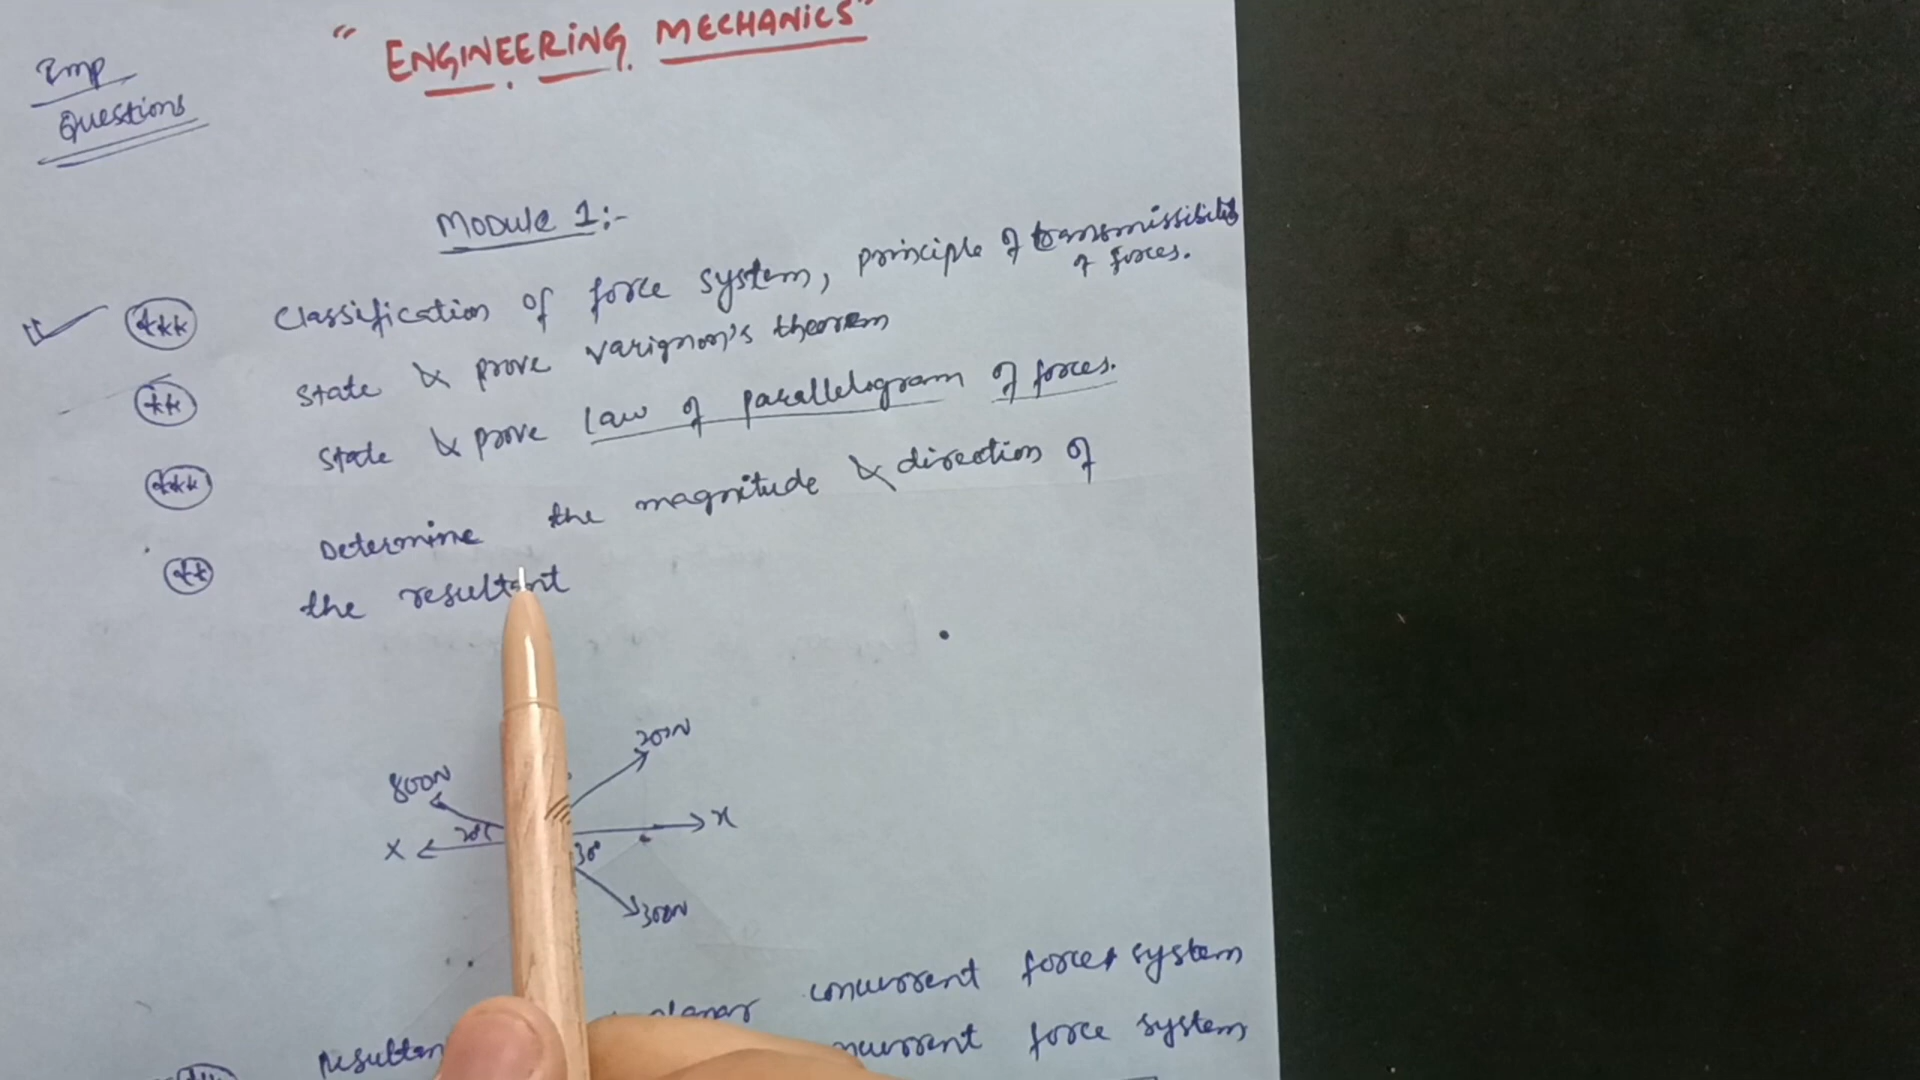 Imp
Questions
" ENGINEERING MECHANICS"
Module 1:-
*** Classification of force system, principle of transmissibility of forces.
** State & prove varignon's theorem
*** State & prove law of parallelogram of forces.
** Determine the magnitude & direction of
the resultant
800N
200N
X
20°
x
30°
300N
planar concurrent force system
concurrent force system